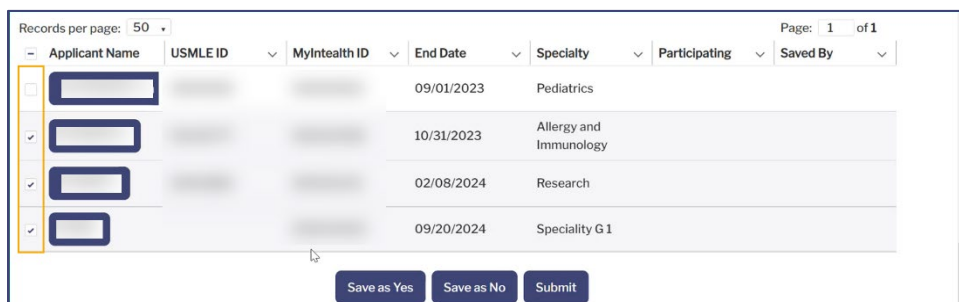 Records per page: 50 Page: 1 of 1
Applicant Name USMLE ID MyIntealth ID End Date Specialty Participating Saved By
09/01/2023 Pediatrics
10/31/2023 Allergy and
Immunology
02/08/2024 Research
09/20/2024 Speciality G 1
Save as Yes Save as No Submit